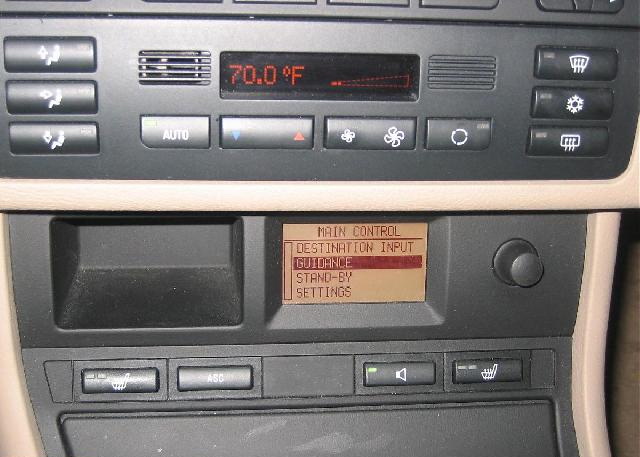 70.0 °F
AUTO
MAIN CONTROL
DESTINATION INPUT
GUIDANCE
STAND-BY
SETTINGS
ASC